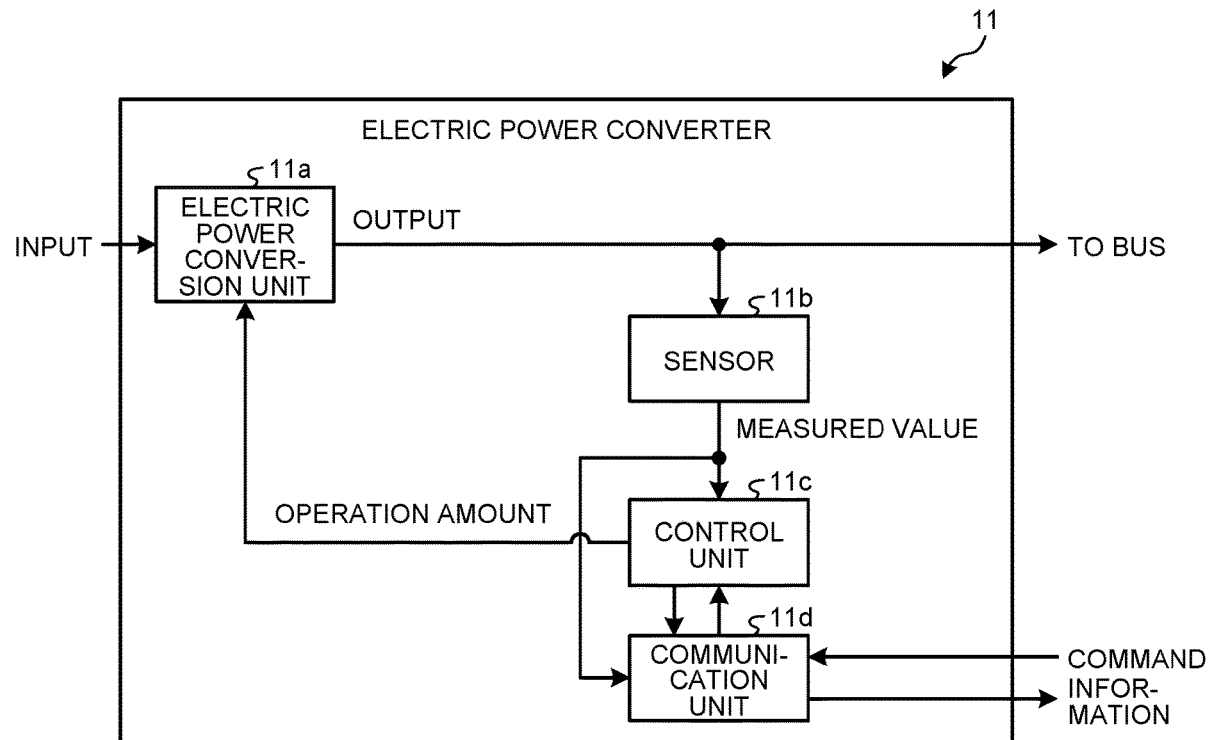 11
ELECTRIC POWER CONVERTER
11a
ELECTRIC
POWER
CONVER-
SION UNIT
INPUT
OUTPUT
TO BUS
11b
SENSOR
MEASURED VALUE
11c
OPERATION AMOUNT
CONTROL
UNIT
11d
COMMUNI-
CATION
UNIT
COMMAND
INFOR-
MATION